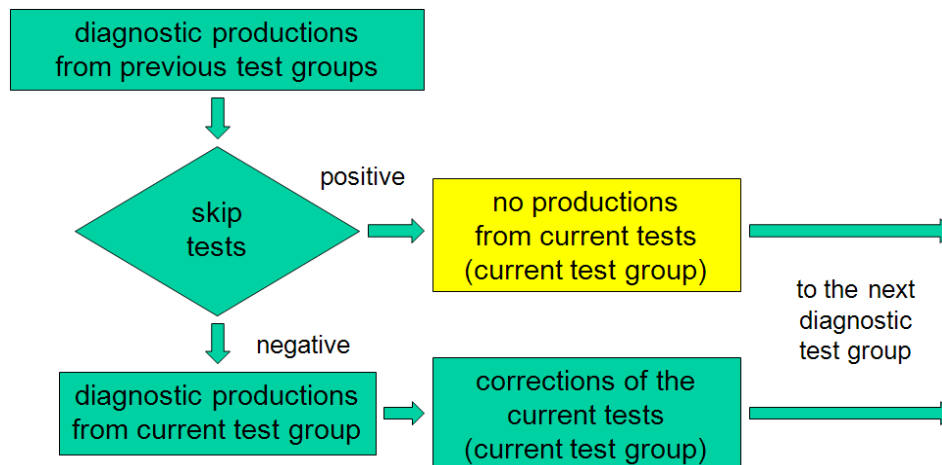 diagnostic productions
from previous test groups
skip
tests
positive
no productions
from current tests
(current test group)
to the next
diagnostic
test group
negative
diagnostic productions
from current test group
corrections of the
current tests
(current test group)